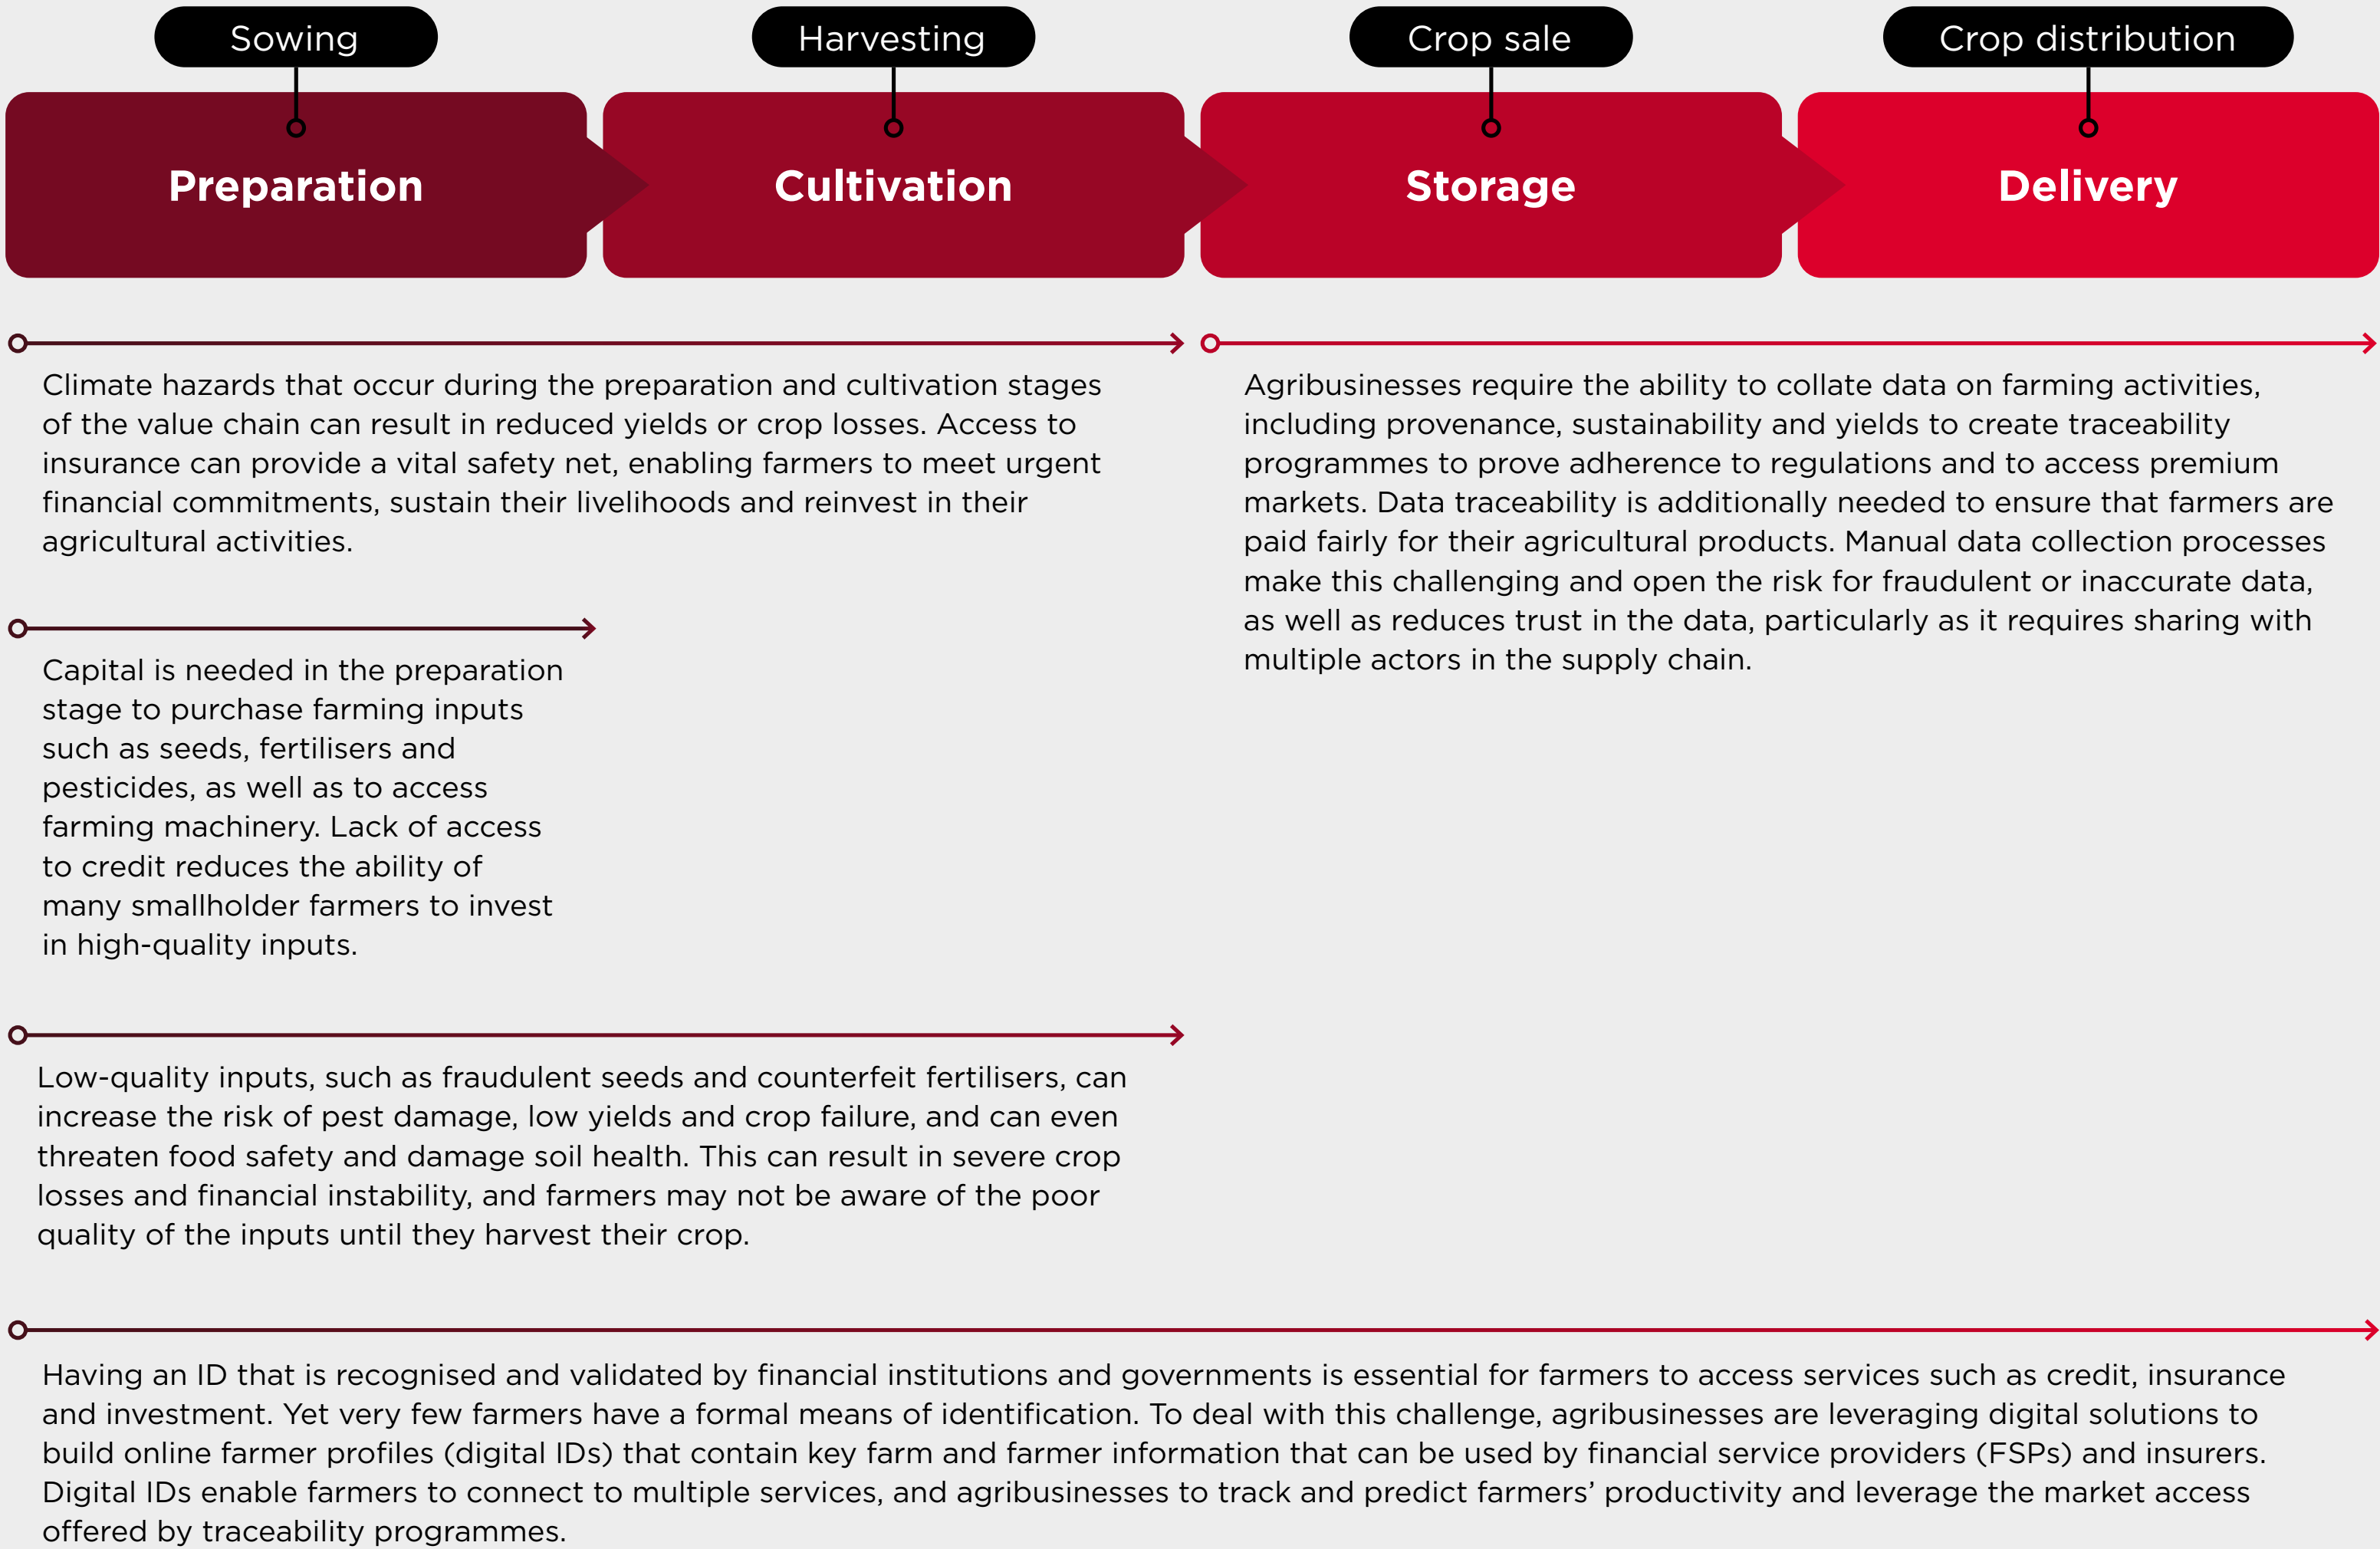 Sowing
Harvesting
Crop sale
Crop distribution
Preparation
Cultivation
Storage
Delivery
Climate hazards that occur during the preparation and cultivation stages
of the value chain can result in reduced yields or crop losses. Access to
insurance can provide a vital safety net, enabling farmers to meet urgent
financial commitments, sustain their livelihoods and reinvest in their
agricultural activities.
Agribusinesses require the ability to collate data on farming activities,
including provenance, sustainability and yields to create traceability
programmes to prove adherence to regulations and to access premium
markets. Data traceability is additionally needed to ensure that farmers are
paid fairly for their agricultural products. Manual data collection processes
make this challenging and open the risk for fraudulent or inaccurate data,
as well as reduces trust in the data, particularly as it requires sharing with
multiple actors in the supply chain.
Capital is needed in the preparation
stage to purchase farming inputs
such as seeds, fertilisers and
pesticides, as well as to access
farming machinery. Lack of access
to credit reduces the ability of
many smallholder farmers to invest
in high-quality inputs.
Low-quality inputs, such as fraudulent seeds and counterfeit fertilisers, can
increase the risk of pest damage, low yields and crop failure, and can even
threaten food safety and damage soil health. This can result in severe crop
losses and financial instability, and farmers may not be aware of the poor
quality of the inputs until they harvest their crop.
Having an ID that is recognised and validated by financial institutions and governments is essential for farmers to access services such as credit, insurance
and investment. Yet very few farmers have a formal means of identification. To deal with this challenge, agribusinesses are leveraging digital solutions to
build online farmer profiles (digital IDs) that contain key farm and farmer information that can be used by financial service providers (FSPs) and insurers.
Digital IDs enable farmers to connect to multiple services, and agribusinesses to track and predict farmers’ productivity and leverage the market access
offered by traceability programmes.